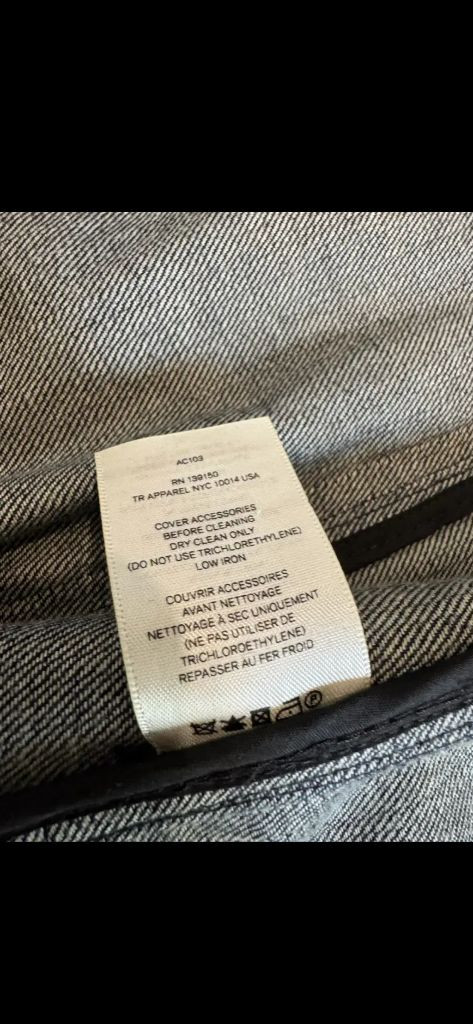 AC103
RN 139150
TR APPAREL NYC 10014 USA
COVER ACCESSORIES
BEFORE CLEANING
DRY CLEAN ONLY
(DO NOT USE TRICHLORETHYLENE)
LOW IRON
COUVRIR ACCESSOIRES
AVANT NETTOYAGE
NETTOYAGE À SEC UNIQUEMENT
(NE PAS UTILISER DE
TRICHLOROETHYLENE)
REPASSER AU FER FROID
®